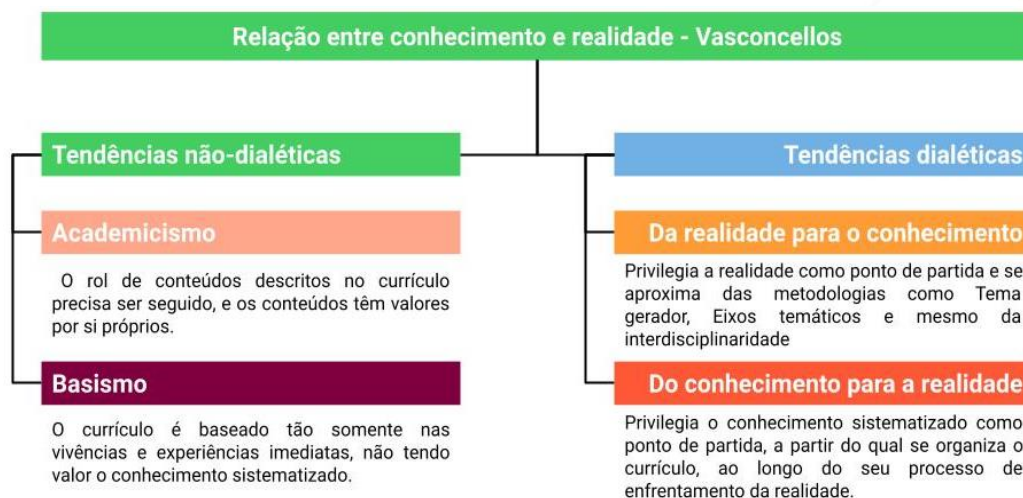 Relação entre conhecimento e realidade - Vasconcellos
Tendências não-dialéticas
Academicismo
O rol de conteúdos descritos no currículo
precisa ser seguido, e os conteúdos têm valores
por si próprios.
Basismo
O currículo é baseado tão somente nas
vivências e experiências imediatas, não tendo
valor o conhecimento sistematizado.
Tendências dialéticas
Da realidade para o conhecimento
Privilegia a realidade como ponto de partida e se
aproxima das metodologias como Tema
gerador, Eixos temáticos e mesmo da
interdisciplinaridade
Do conhecimento para a realidade
Privilegia o conhecimento sistematizado como
ponto de partida, a partir do qual se organiza o
currículo, ao longo do seu processo de
enfrentamento da realidade.